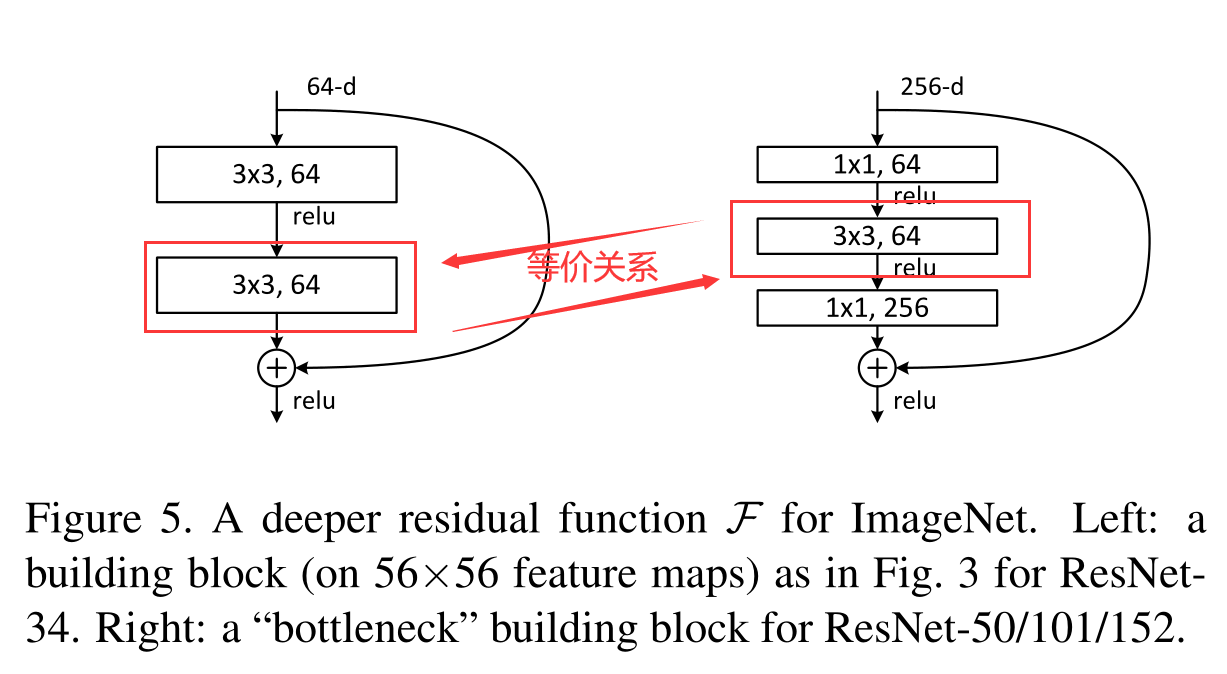 64-d
3x3, 64
relu
3x3, 64
relu
等价关系
256-d
1x1, 64
relu
3x3, 64
relu
1x1, 256
relu
Figure 5. A deeper residual function ℱ for ImageNet. Left: a
building block (on 56×56 feature maps) as in Fig. 3 for ResNet-
34. Right: a “bottleneck” building block for ResNet-50/101/152.